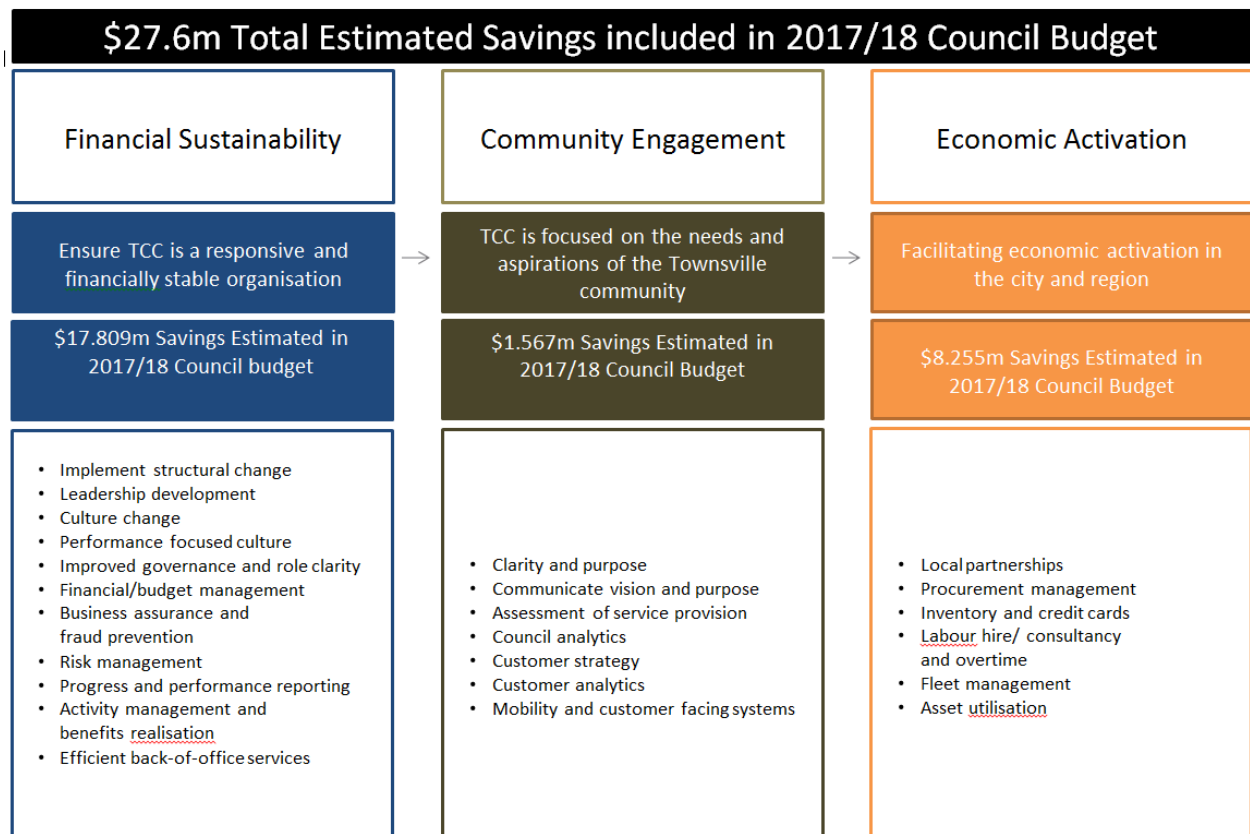 $27.6m Total Estimated Savings included in 2017/18 Council Budget
Financial Sustainability
Ensure TCC is a responsive and
financially stable organisation
$17.809m Savings Estimated in
2017/18 Council budget
• Implement structural change
• Leadership development
• Culture change
• Performance focused culture
• Improved governance and role clarity
• Financial/budget management
• Business assurance and
fraud prevention
• Risk management
• Progress and performance reporting
• Activity management and
benefits realisation
• Efficient back-of-office services
Community Engagement
TCC is focused on the needs and
aspirations of the Townsville
community
$1.567m Savings Estimated in
2017/18 Council Budget
• Clarity and purpose
• Communicate vision and purpose
• Assessment of service provision
• Council analytics
• Customer strategy
• Customer analytics
• Mobility and customer facing systems
Economic Activation
Facilitating economic activation in
the city and region
$8.255m Savings Estimated in
2017/18 Council Budget
• Local partnerships
• Procurement management
• Inventory and credit cards
• Labour hire/ consultancy
and overtime
• Fleet management
• Asset utilisation